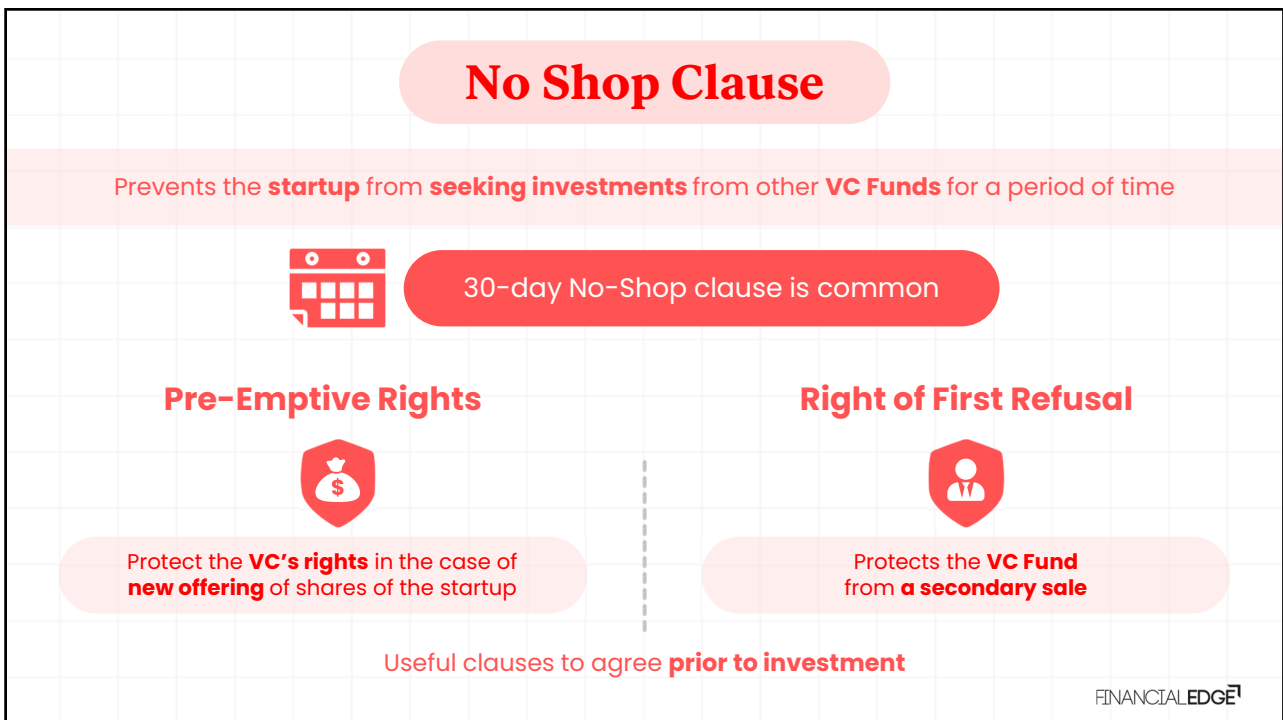 No Shop Clause
Prevents the startup from seeking investments from other VC Funds for a period of time
30-day No-Shop clause is common
Pre-Emptive Rights
$
Protect the VC’s rights in the case of
new offering of shares of the startup
Right of First Refusal
Protects the VC Fund
from a secondary sale
Useful clauses to agree prior to investment
FINANCIALEDGE